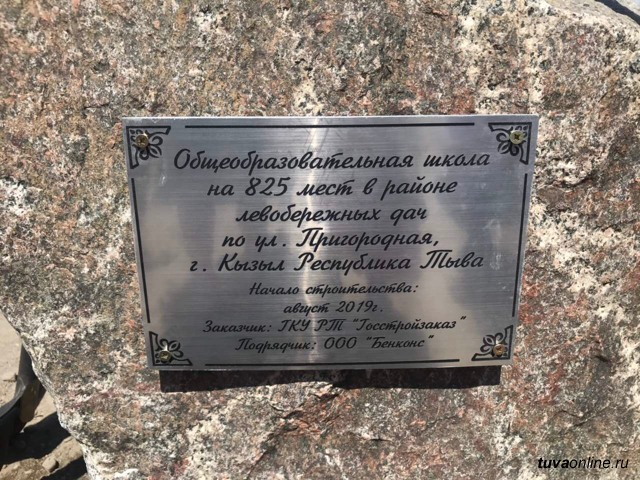 Общеобразовательная школа
на 825 мест в районе
левобережных дач
по ул. Пригородная,
г. Кызыл Республика Тыва
Начало строительства:
август 2019г.
Заказчик: ГКУ РТ "Госстройзаказ"
Подрядчик: ООО "Бенконс"
tuvaonline.ru